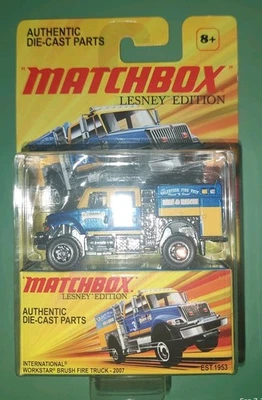 AUTHENTIC
DIE-CAST PARTS
8+
"MATCHBOX"
LESNEY EDITION
"MATCHBOX"
LESNEY EDITION
AUTHENTIC
DIE-CAST PARTS
INTERNATIONAL®
WORKSTAR BRUSH FIRE TRUCK - 2007
EST.1953